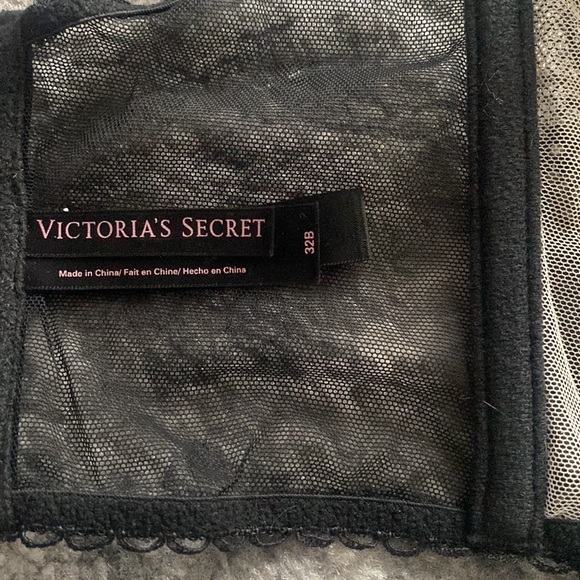 VICTORIA'S SECRET
Made in China/ Fait en Chine/ Hecho en China
32B